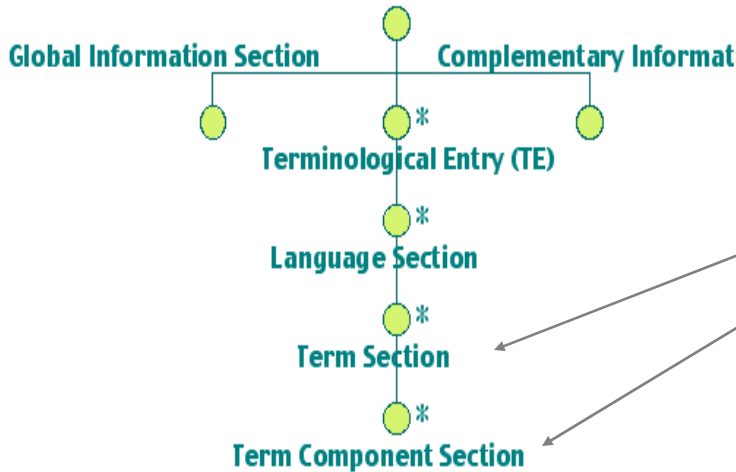 Global Information Section
Complementary Informat
*
Terminological Entry (TE)
*
Language Section
*
Term Section
*
Term Component Section